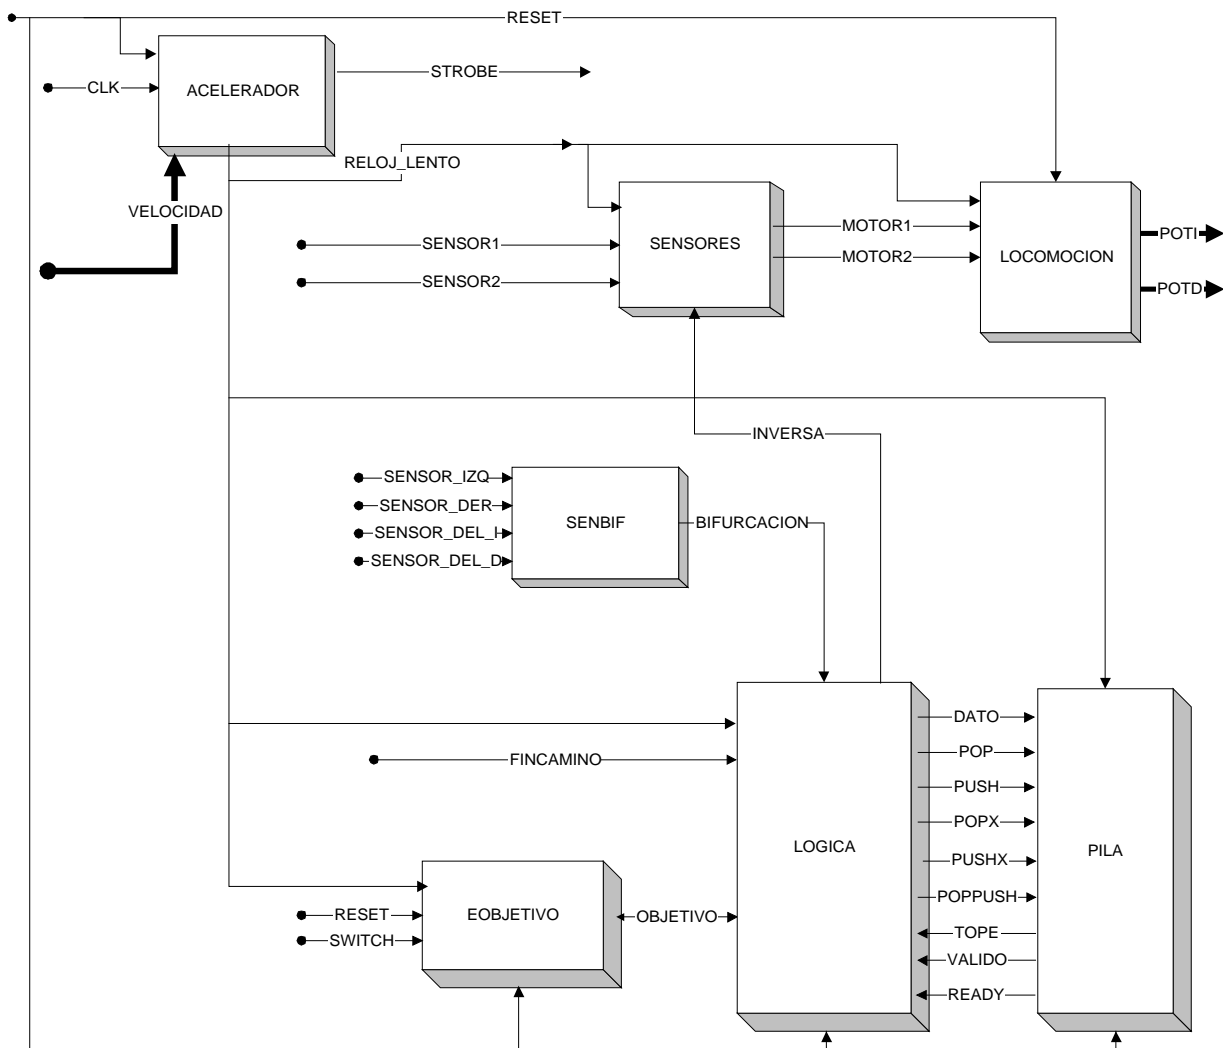 RESET
STROBE
CLK
ACELERADOR
RELOJ_LENTO
VELOCIDAD
MOTOR1
POTI
SENSOR1
SENSORES
LOCOMOCION
MOTOR2
SENSOR2
POTD
INVERSA
SENSOR_IZQ
SENSOR_DER
SENBIF
BIFURCACION
SENSOR_DEL_I
SENSOR_DEL_D
DATO
POP
FINCAMINO
PUSH
POPX
LOGICA
PILA
PUSHX
POPPUSH
RESET
EOBJETIVO
OBJETIVO
TOPE
SWITCH
VALIDO
READY